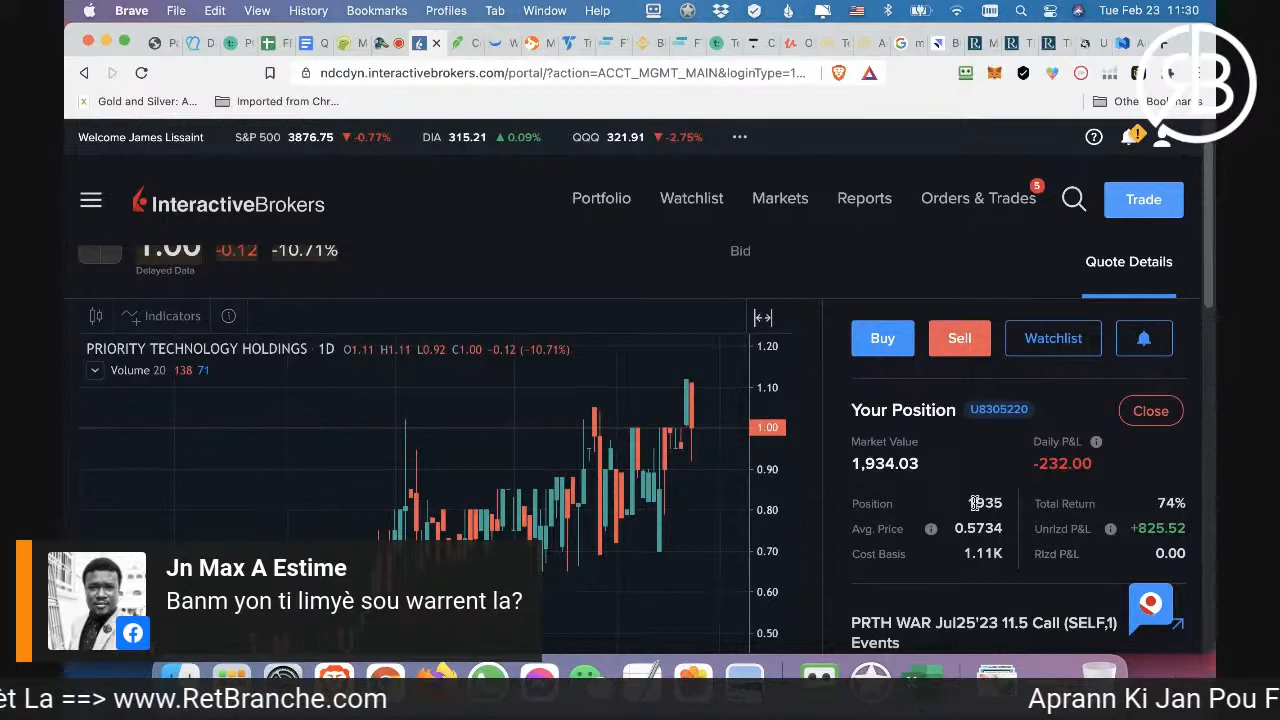 Brave File Edit View History Bookmarks Profiles Tab Window Help Tue Feb 23 11:30
ndcdyn.interactivebrokers.com/portal/?action=ACCT_MGMT_MAIN&loginType=1...
Gold and Silver: A... Imported from Chr...
Welcome James Lissaint S&P 500 3876.75 ▼-0.77% DIA 315.21 ▲0.09% QQQ 321.91 ▼-2.75% •••
InteractiveBrokers Portfolio Watchlist Markets Reports Orders & Trades 5 Trade
1.00 -0.12 -10.71% Bid
Delayed Data
Quote Details
Indicators
Buy Sell Watchlist
PRIORITY TECHNOLOGY HOLDINGS · 1D O1.11 H1.11 L0.92 C1.00 -0.12 (-10.71%)
Volume 20 138 71
1.20
1.10
1.00
0.90
0.80
0.70
0.60
0.50
Your Position U8305220 Close
Market Value Daily P&L
1,934.03 -232.00
Position 1935 Total Return 74%
Avg. Price 0.5734 Unrlzd P&L +825.52
Cost Basis 1.11K Rlzd P&L 0.00
PRTH WAR Jul25'23 11.5 Call (SELF,1)
Events
Jn Max A Estime
Banm yon ti limyè sou warrent la?
èt La ==> www.RetBranche.com Aprann Ki Jan Pou F